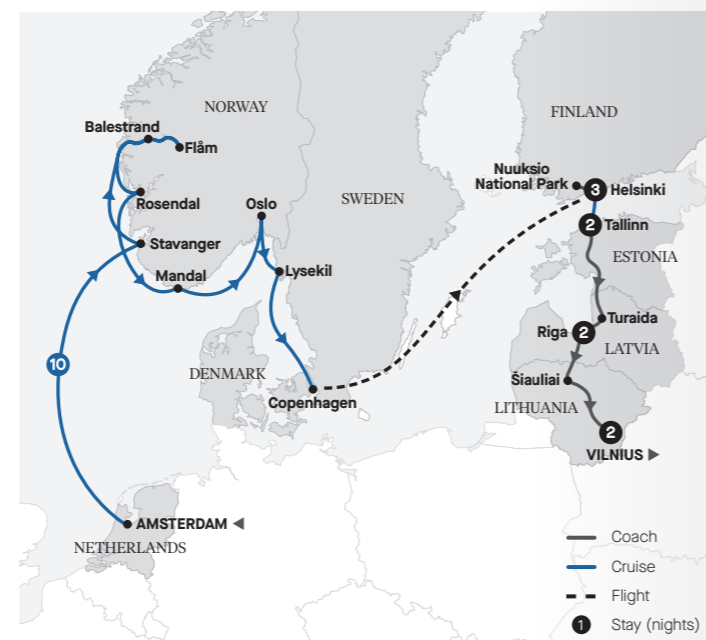 NORWAY
FINLAND
Balestrand
Flåm
Nuuksio
National Park
3
Helsinki
Rosendal
Oslo
SWEDEN
2
Tallinn
Stavanger
ESTONIA
Mandal
Lysekil
Turaida
Riga
2
LATVIA
10
DENMARK
Šiauliai
Copenhagen
LITHUANIA
2
VILNIUS ▶
AMSTERDAM ◀
NETHERLANDS
Coach
Cruise
Flight
1 Stay (nights)